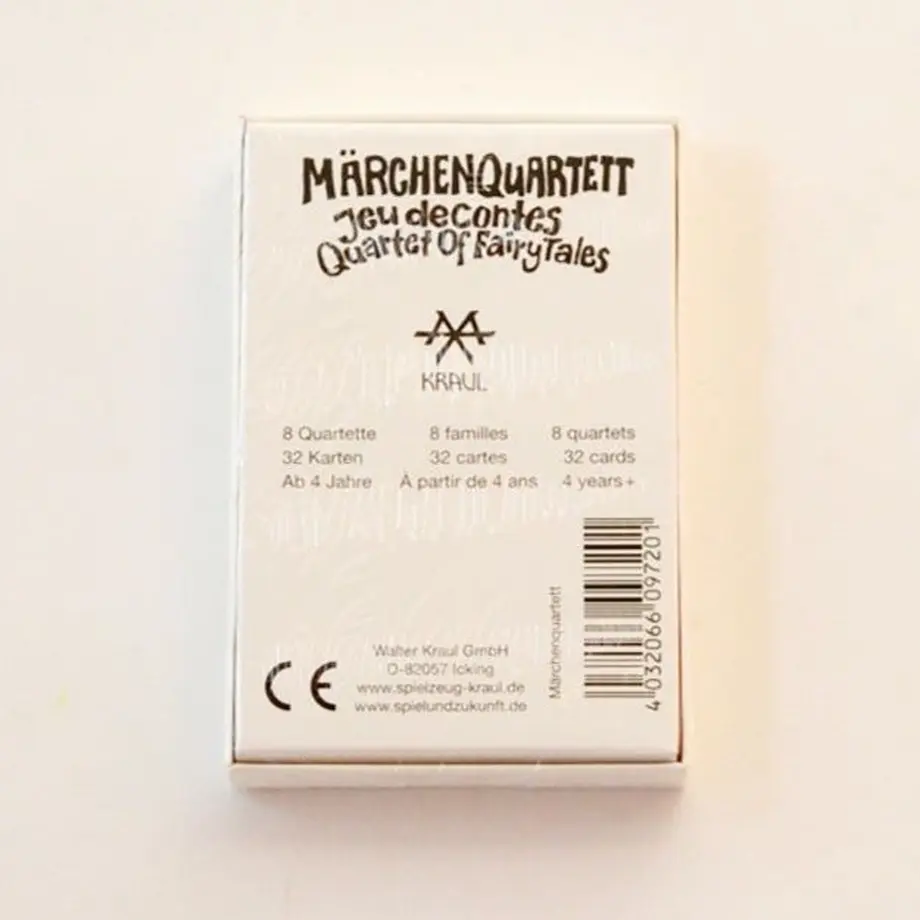 MÄRCHENQUARTETT
Jeu de contes
Quartet Of FairyTales
KRAUL
8 Quartette 8 familles 8 quartets
32 Karten 32 cartes 32 cards
Ab 4 Jahre À partir de 4 ans 4 years+
Märchenquartett
4 032066 097201
CE
Walter Kraul GmbH
D-82057 Icking
www.spielzeug-kraul.de
www.spielundzukunft.de